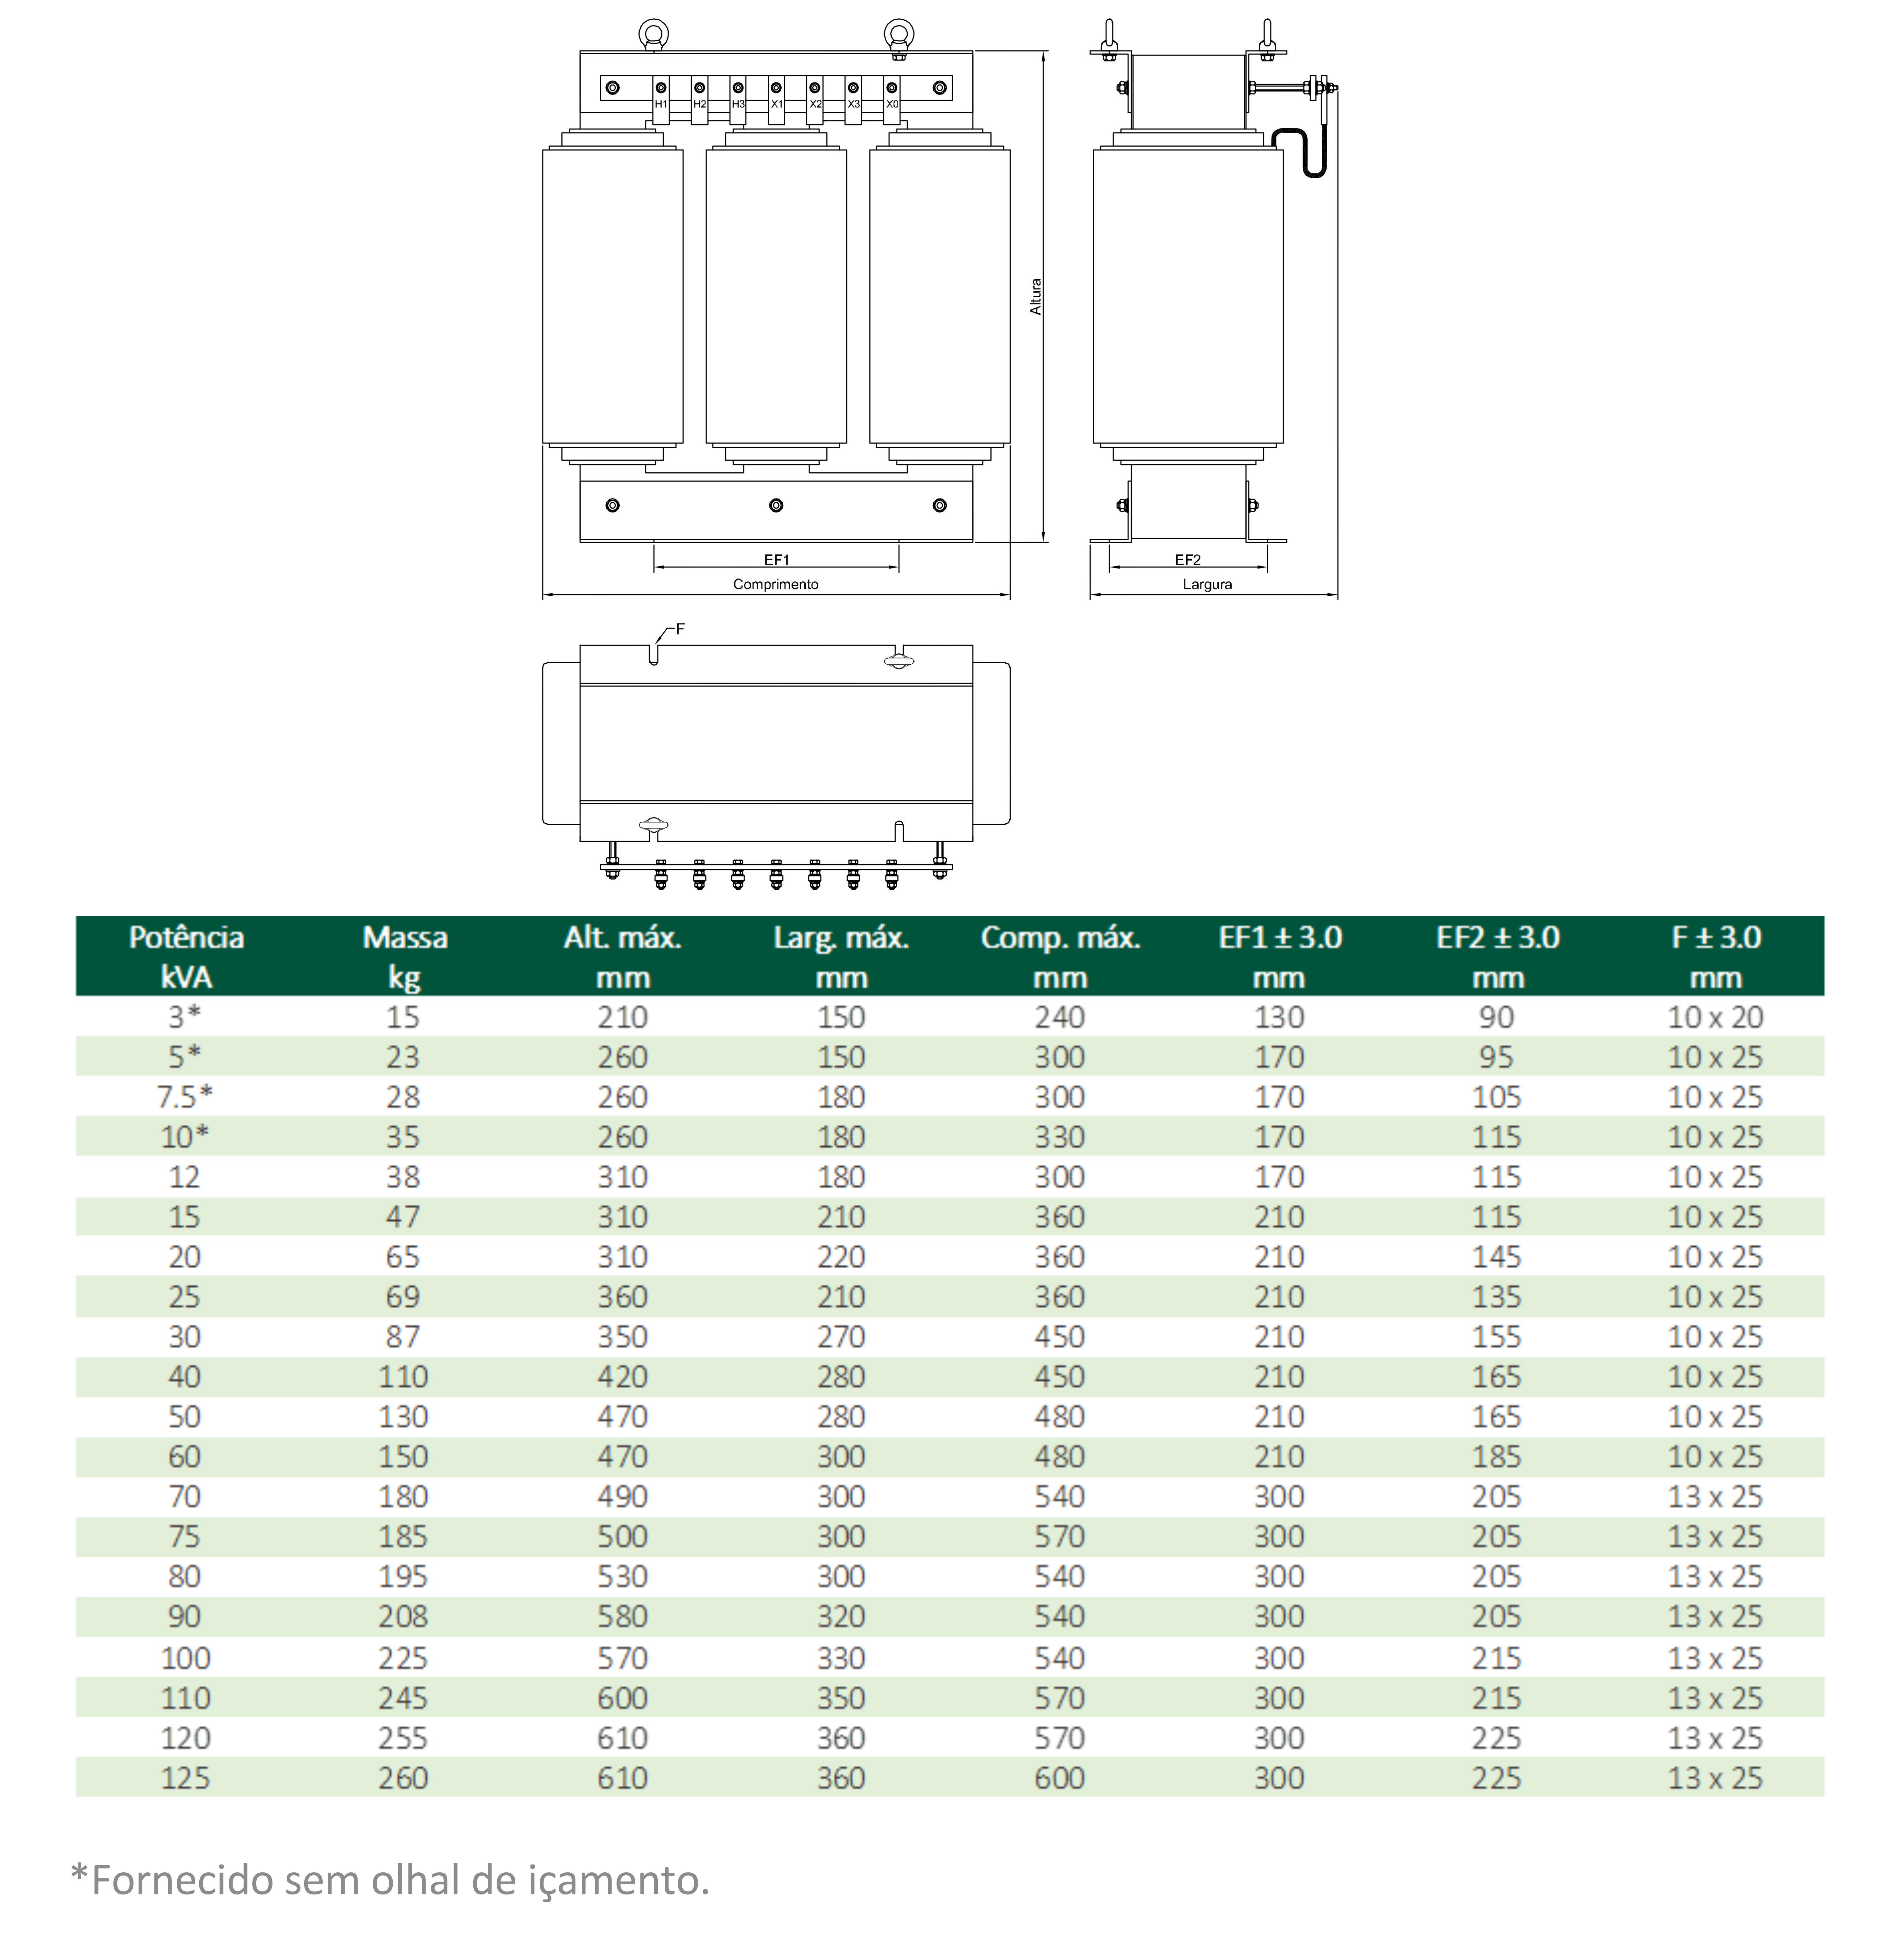 H1 H2 H3 X1 X2 X3 X0
Altura
EF1
Comprimento
EF2
Largura
F
Potência Massa Alt. máx. Larg. máx. Comp. máx. EF1 ± 3.0 EF2 ± 3.0 F ± 3.0
kVA kg mm mm mm mm mm mm
3* 15 210 150 240 130 90 10 x 20
5* 23 260 150 300 170 95 10 x 25
7.5* 28 260 180 300 170 105 10 x 25
10* 35 260 180 330 170 115 10 x 25
12 38 310 180 300 170 115 10 x 25
15 47 310 210 360 210 115 10 x 25
20 65 310 220 360 210 145 10 x 25
25 69 360 210 360 210 135 10 x 25
30 87 350 270 450 210 155 10 x 25
40 110 420 280 450 210 165 10 x 25
50 130 470 280 480 210 165 10 x 25
60 150 470 300 480 210 185 10 x 25
70 180 490 300 540 300 205 13 x 25
75 185 500 300 570 300 205 13 x 25
80 195 530 300 540 300 205 13 x 25
90 208 580 320 540 300 205 13 x 25
100 225 570 330 540 300 215 13 x 25
110 245 600 350 570 300 215 13 x 25
120 255 610 360 570 300 225 13 x 25
125 260 610 360 600 300 225 13 x 25
*Fornecido sem olhal de içamento.